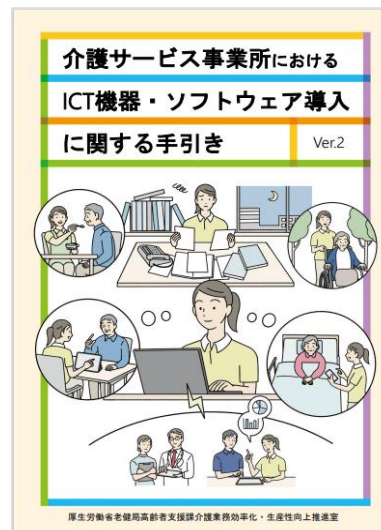 介護サービス事業所における
ICT機器・ソフトウェア導入
に関する手引き
Ver.2
厚生労働省老健局高齢者支援課介護業務効率化・生産性向上推進室